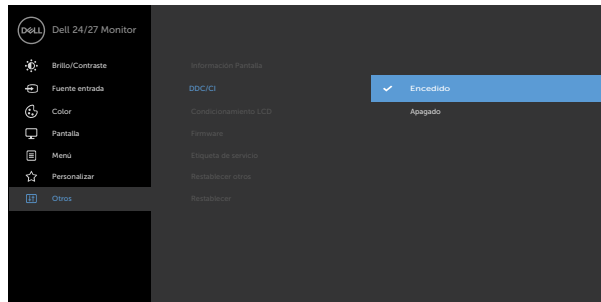 DELL
Dell 24/27 Monitor
Brillo/Contraste
Fuente entrada
Color
Pantalla
Menú
Personalizar
Otros
Información Pantalla
DDC/CI
Condicionamiento LCD
Firmware
Etiqueta de servicio
Restablecer otros
Restablecer
Encedido
Apagado